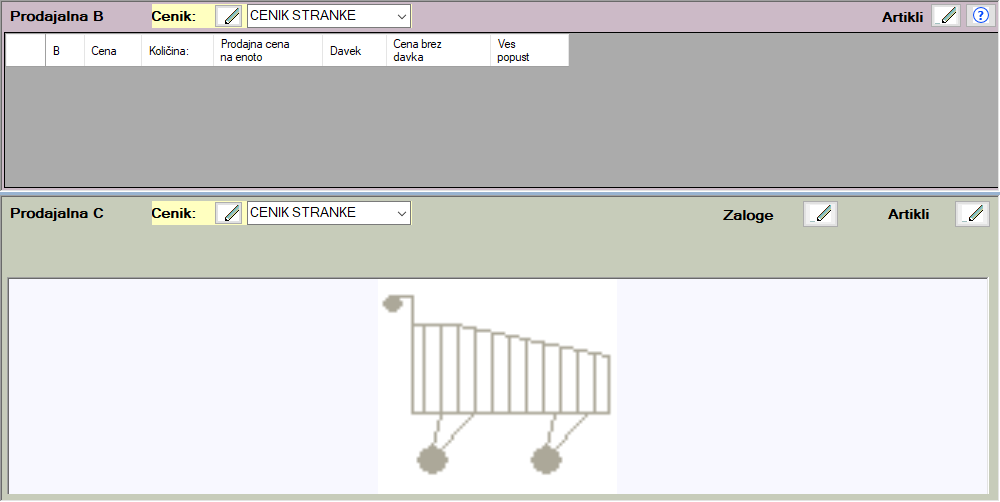 Prodajalna B Cenik: CENIK STRANKE Artikli ?
B Cena Količina: Prodajna cena na enoto Davek Cena brez davka Ves popust
Prodajalna C Cenik: CENIK STRANKE Zaloge Artikli